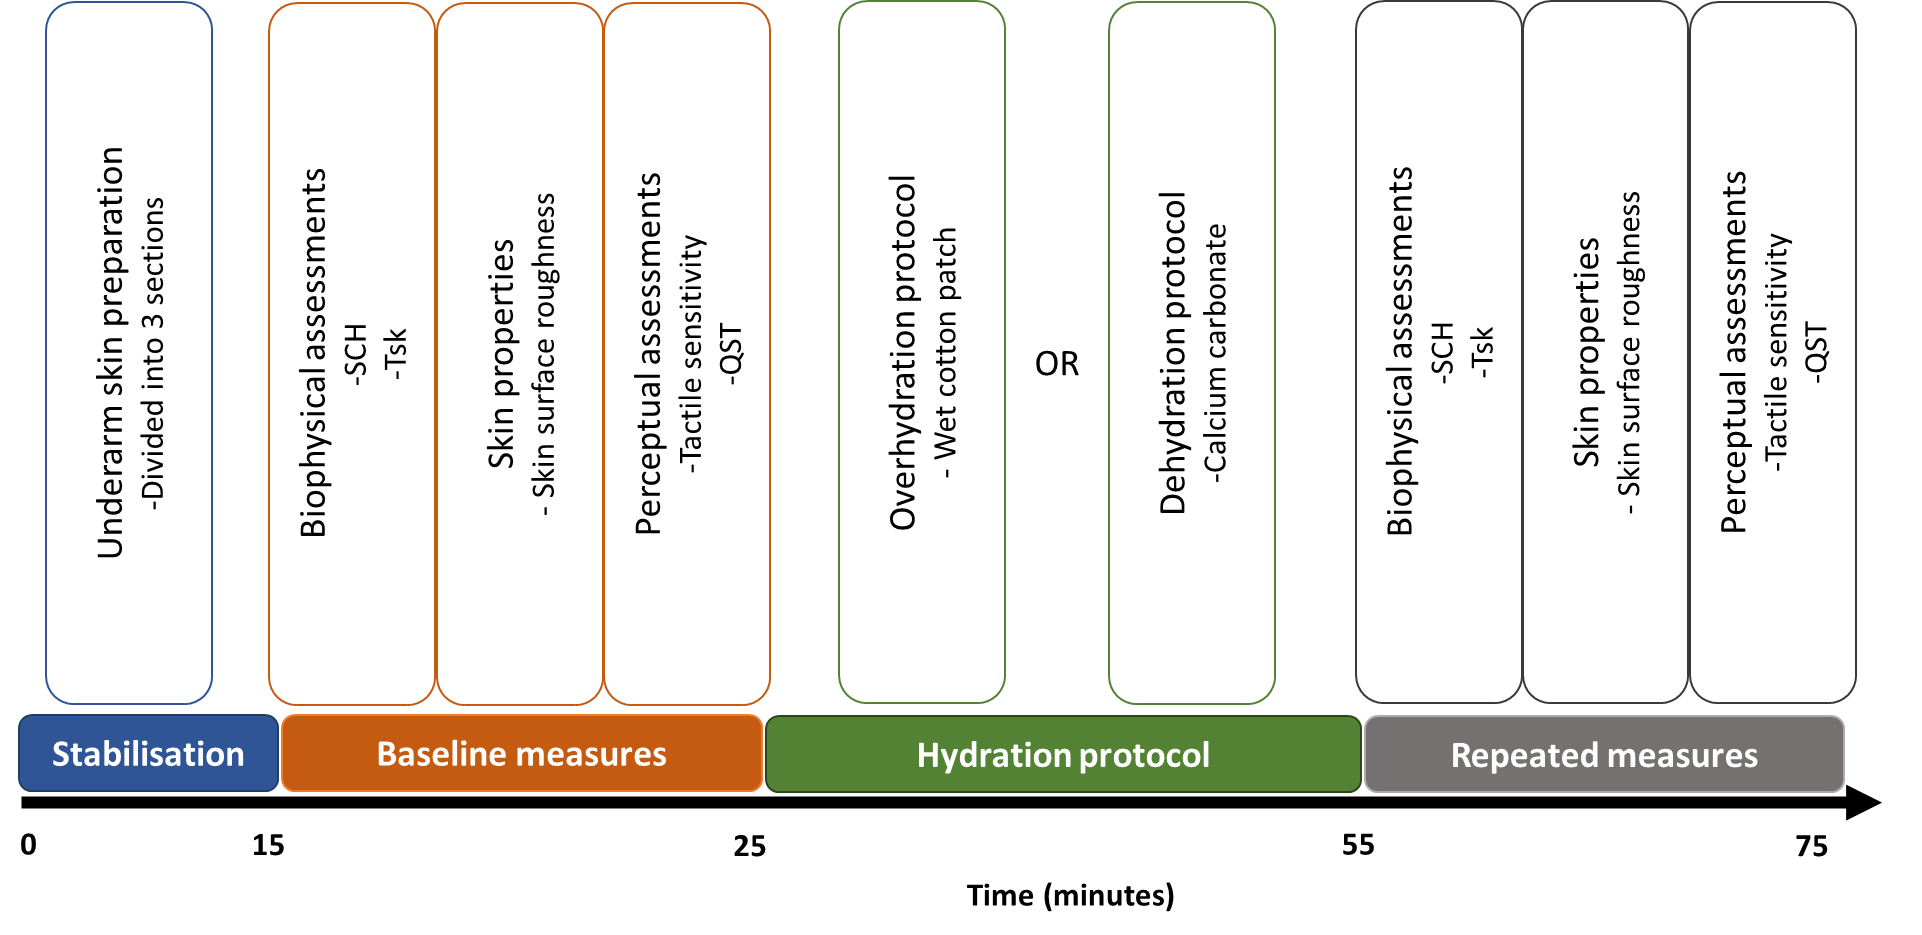 Underarm skin preparation
-Divided into 3 sections
Biophysical assessments
-SCH
-Tsk
Skin properties
- Skin surface roughness
Perceptual assessments
-Tactile sensitivity
-QST
Overhydration protocol
- Wet cotton patch
OR
Dehydration protocol
-Calcium carbonate
Biophysical assessments
-SCH
-Tsk
Skin properties
- Skin surface roughness
Perceptual assessments
-Tactile sensitivity
-QST
Stabilisation
Baseline measures
Hydration protocol
Repeated measures
0
15
25
55
75
Time (minutes)